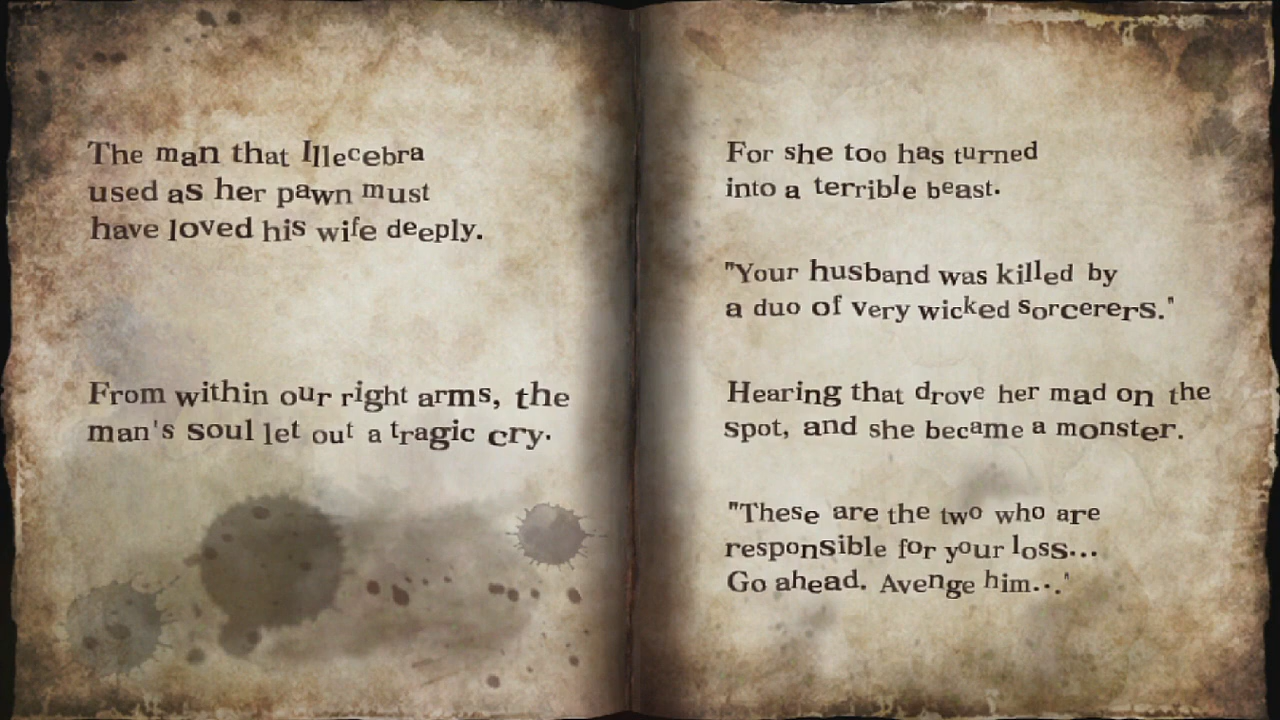 The man that Illecebra
used as her pawn must
have loved his wife deeply.
From within our right arms, the
man's soul let out a tragic cry.
For she too has turned
into a terrible beast.
"Your husband was killed by
a duo of very wicked sorcerers."
Hearing that drove her mad on the
spot, and she became a monster.
"These are the two who are
responsible for your loss...
Go ahead. Avenge him..."